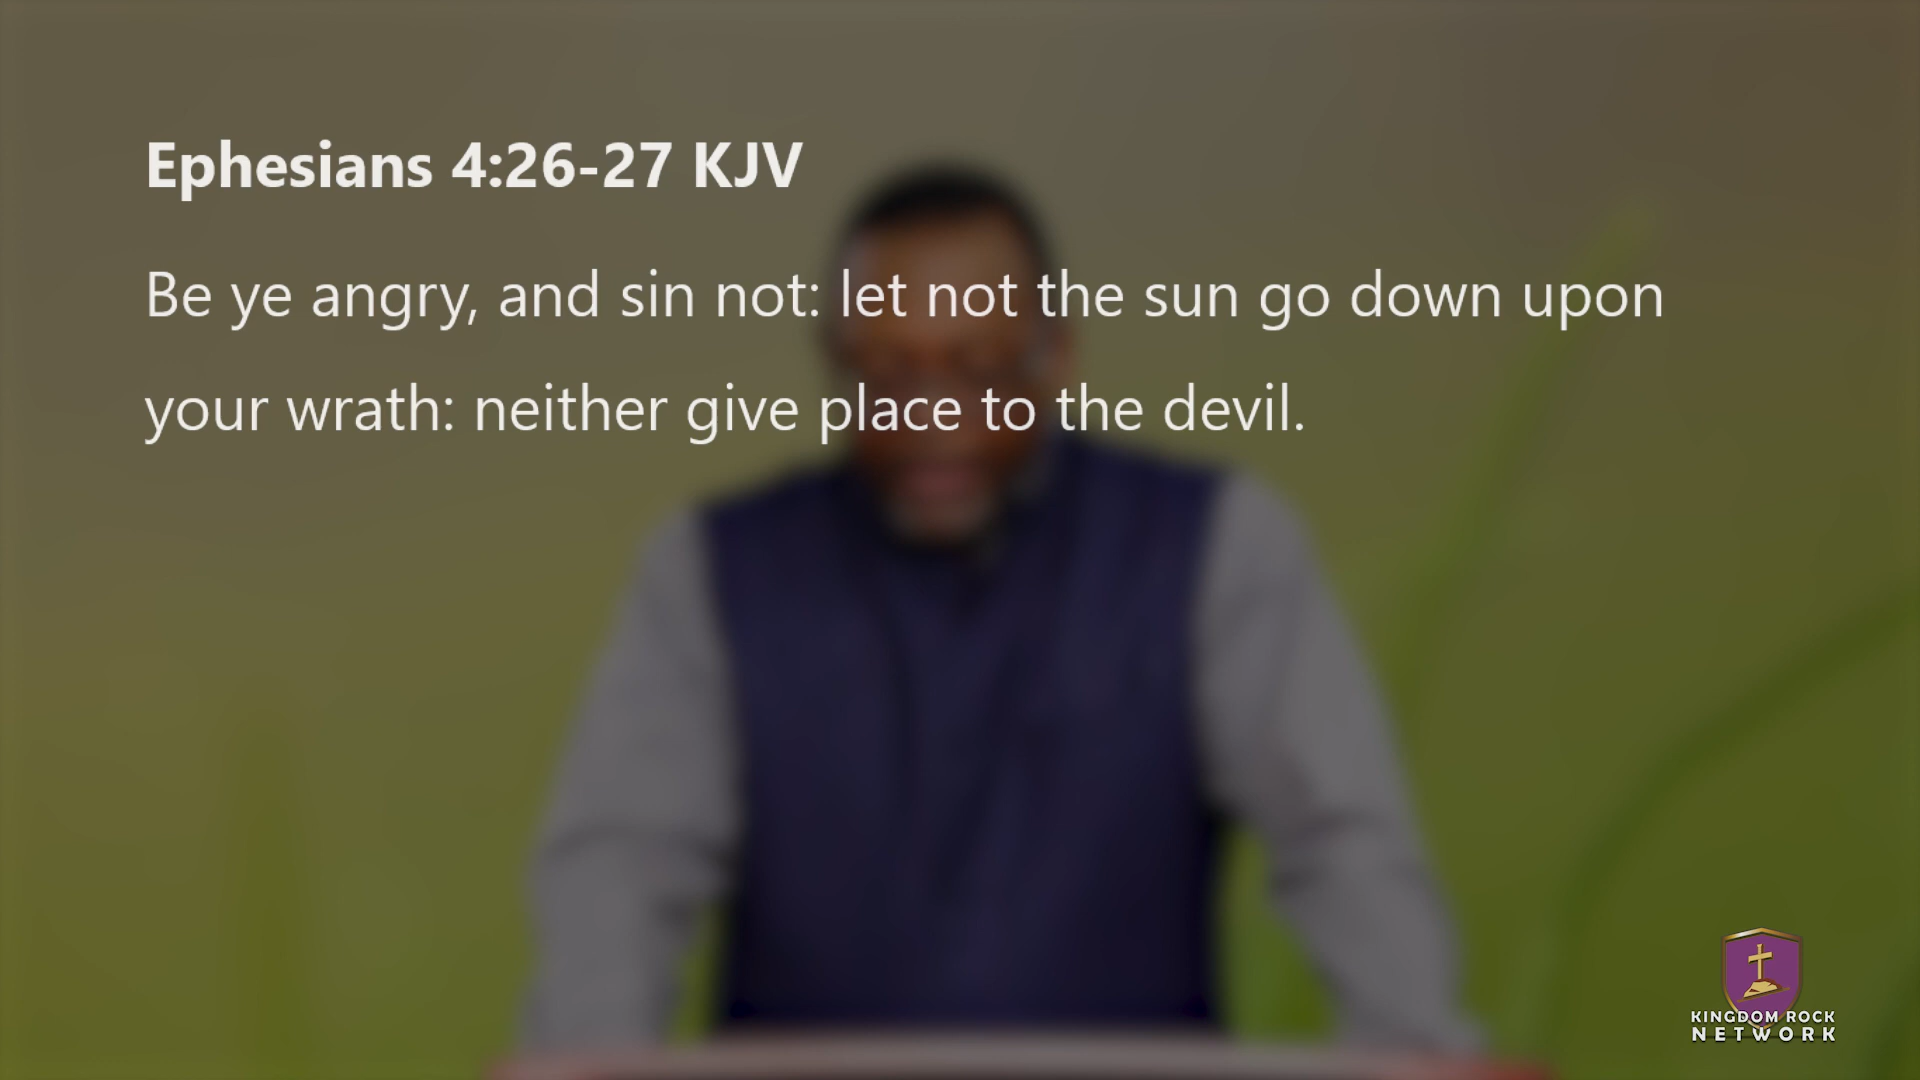 Ephesians 4:26-27 KJV
Be ye angry, and sin not: let not the sun go down upon
your wrath: neither give place to the devil.
KINGDOM ROCK
NETWORK